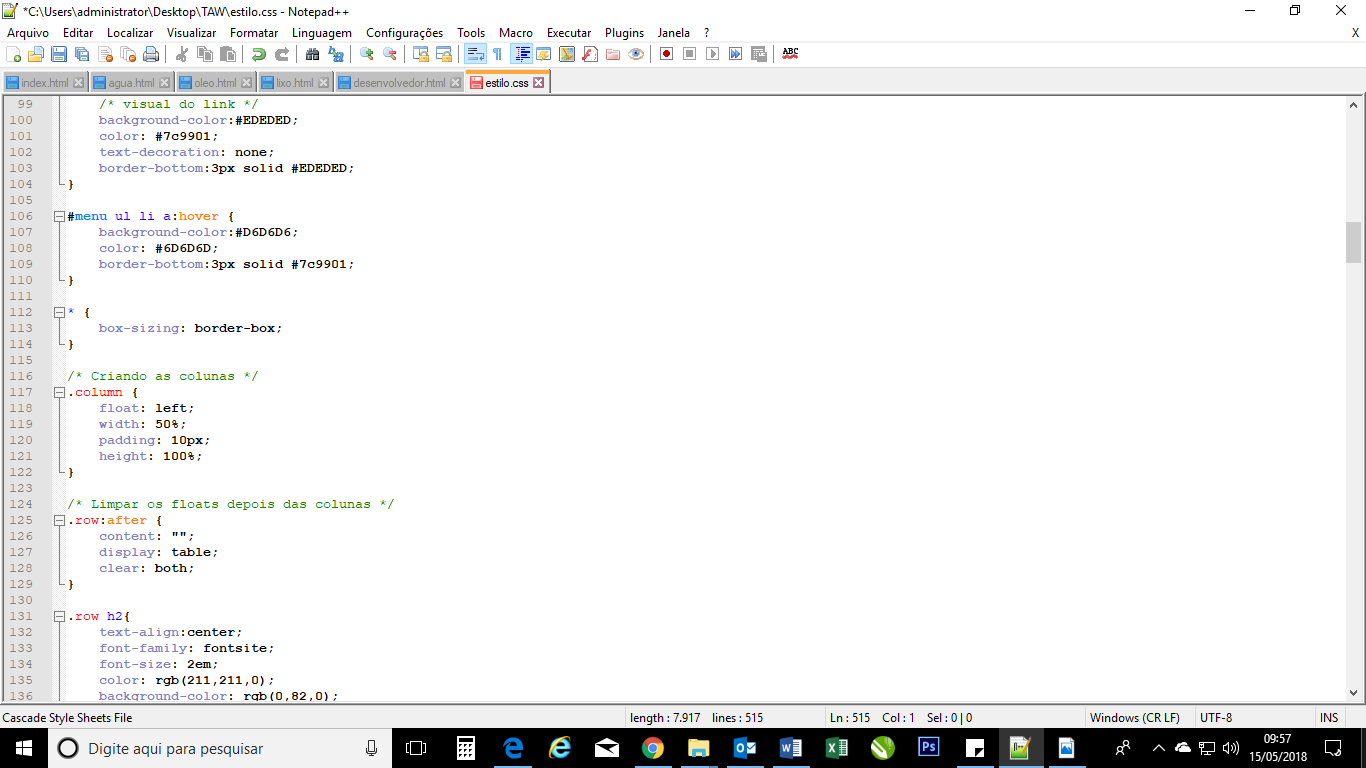 *C:\Users\administrator\Desktop\TAW\estilo.css - Notepad++
Arquivo Editar Localizar Visualizar Formatar Linguagem Configurações Tools Macro Executar Plugins Janela ? X
ABC
index.html agua.html oleo.html lixo.html desenvolvedor.html estilo.css
99 /* visual do link */
100 background-color:#EDEDED;
101 color: #7c9901;
102 text-decoration: none;
103 border-bottom:3px solid #EDEDED;
104 }
105
106 #menu ul li a:hover {
107 background-color:#D6D6D6;
108 color: #6D6D6D;
109 border-bottom:3px solid #7c9901;
110 }
111
112 * {
113 box-sizing: border-box;
114 }
115
116 /* Criando as colunas */
117 .column {
118 float: left;
119 width: 50%;
120 padding: 10px;
121 height: 100%;
122 }
123
124 /* Limpar os floats depois das colunas */
125 .row:after {
126 content: "";
127 display: table;
128 clear: both;
129 }
130
131 .row h2{
132 text-align:center;
133 font-family: fontsite;
134 font-size: 2em;
135 color: rgb(211,211,0);
136 background-color: rgb(0,82,0);
Cascade Style Sheets File length : 7.917 lines : 515 Ln : 515 Col : 1 Sel : 0 | 0 Windows (CR LF) UTF-8 INS
Digite aqui para pesquisar
Ps
09:57
15/05/2018